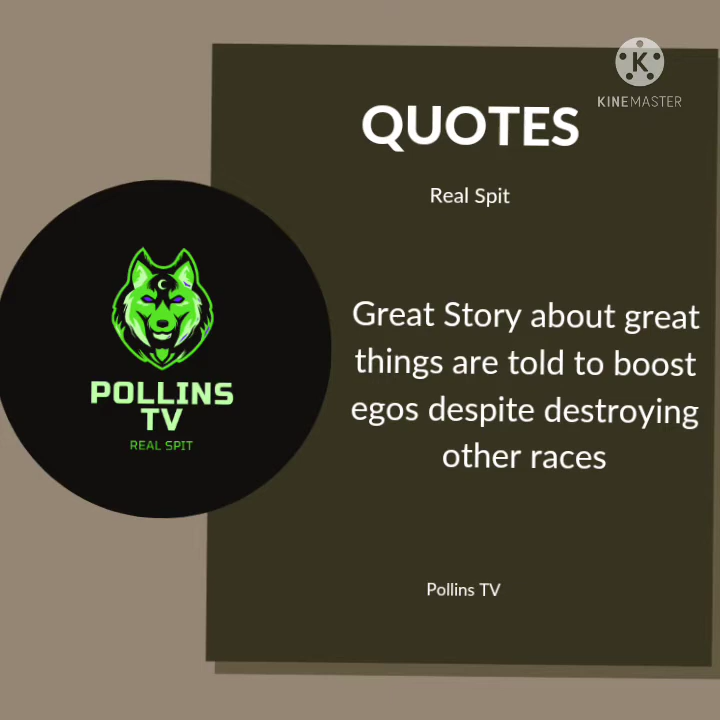 KINEMASTER
QUOTES
Real Spit
Great Story about great
things are told to boost
egos despite destroying
other races
POLLINS
TV
REAL SPIT
Pollins TV